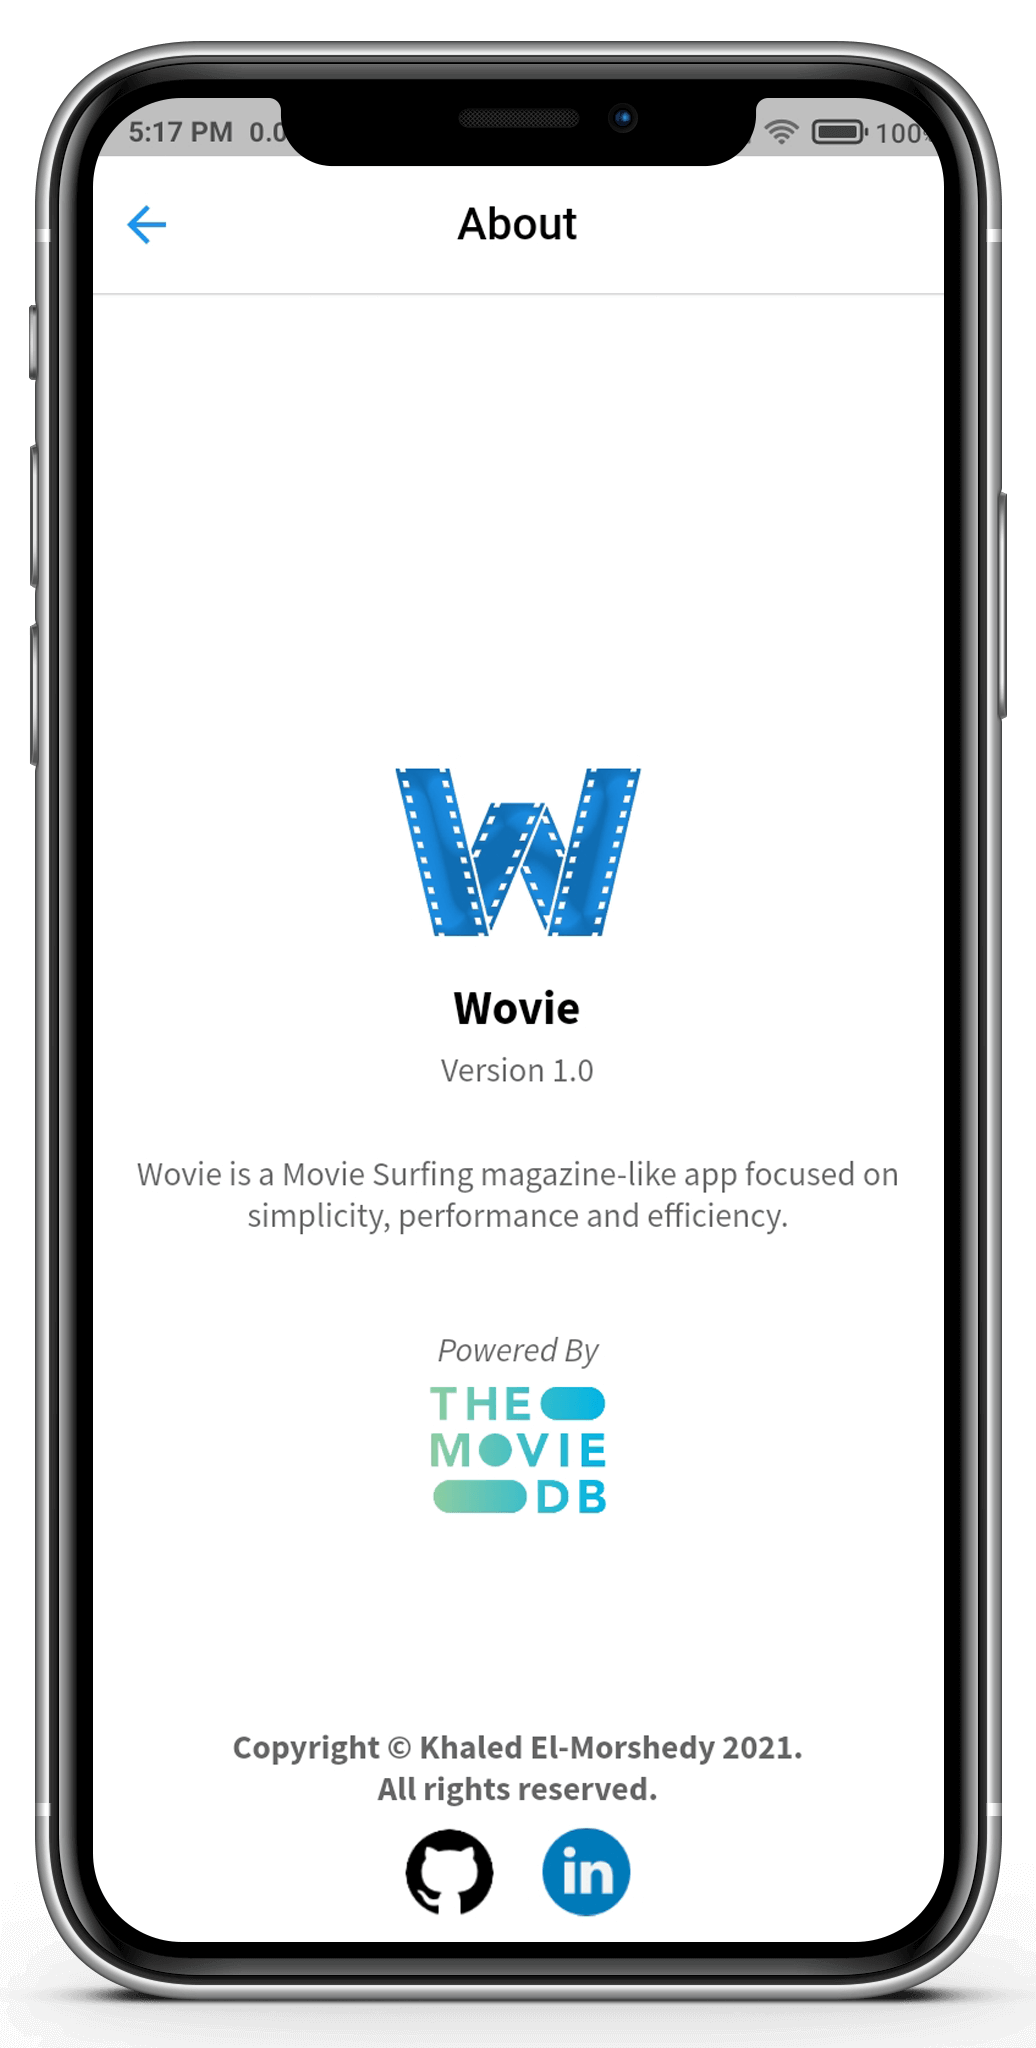 5:17 PM 0.0
100%
About
Wovie
Version 1.0
Wovie is a Movie Surfing magazine-like app focused on
simplicity, performance and efficiency.
Powered By
THE
MOVIE
DB
Copyright © Khaled El-Morshedy 2021.
All rights reserved.
in